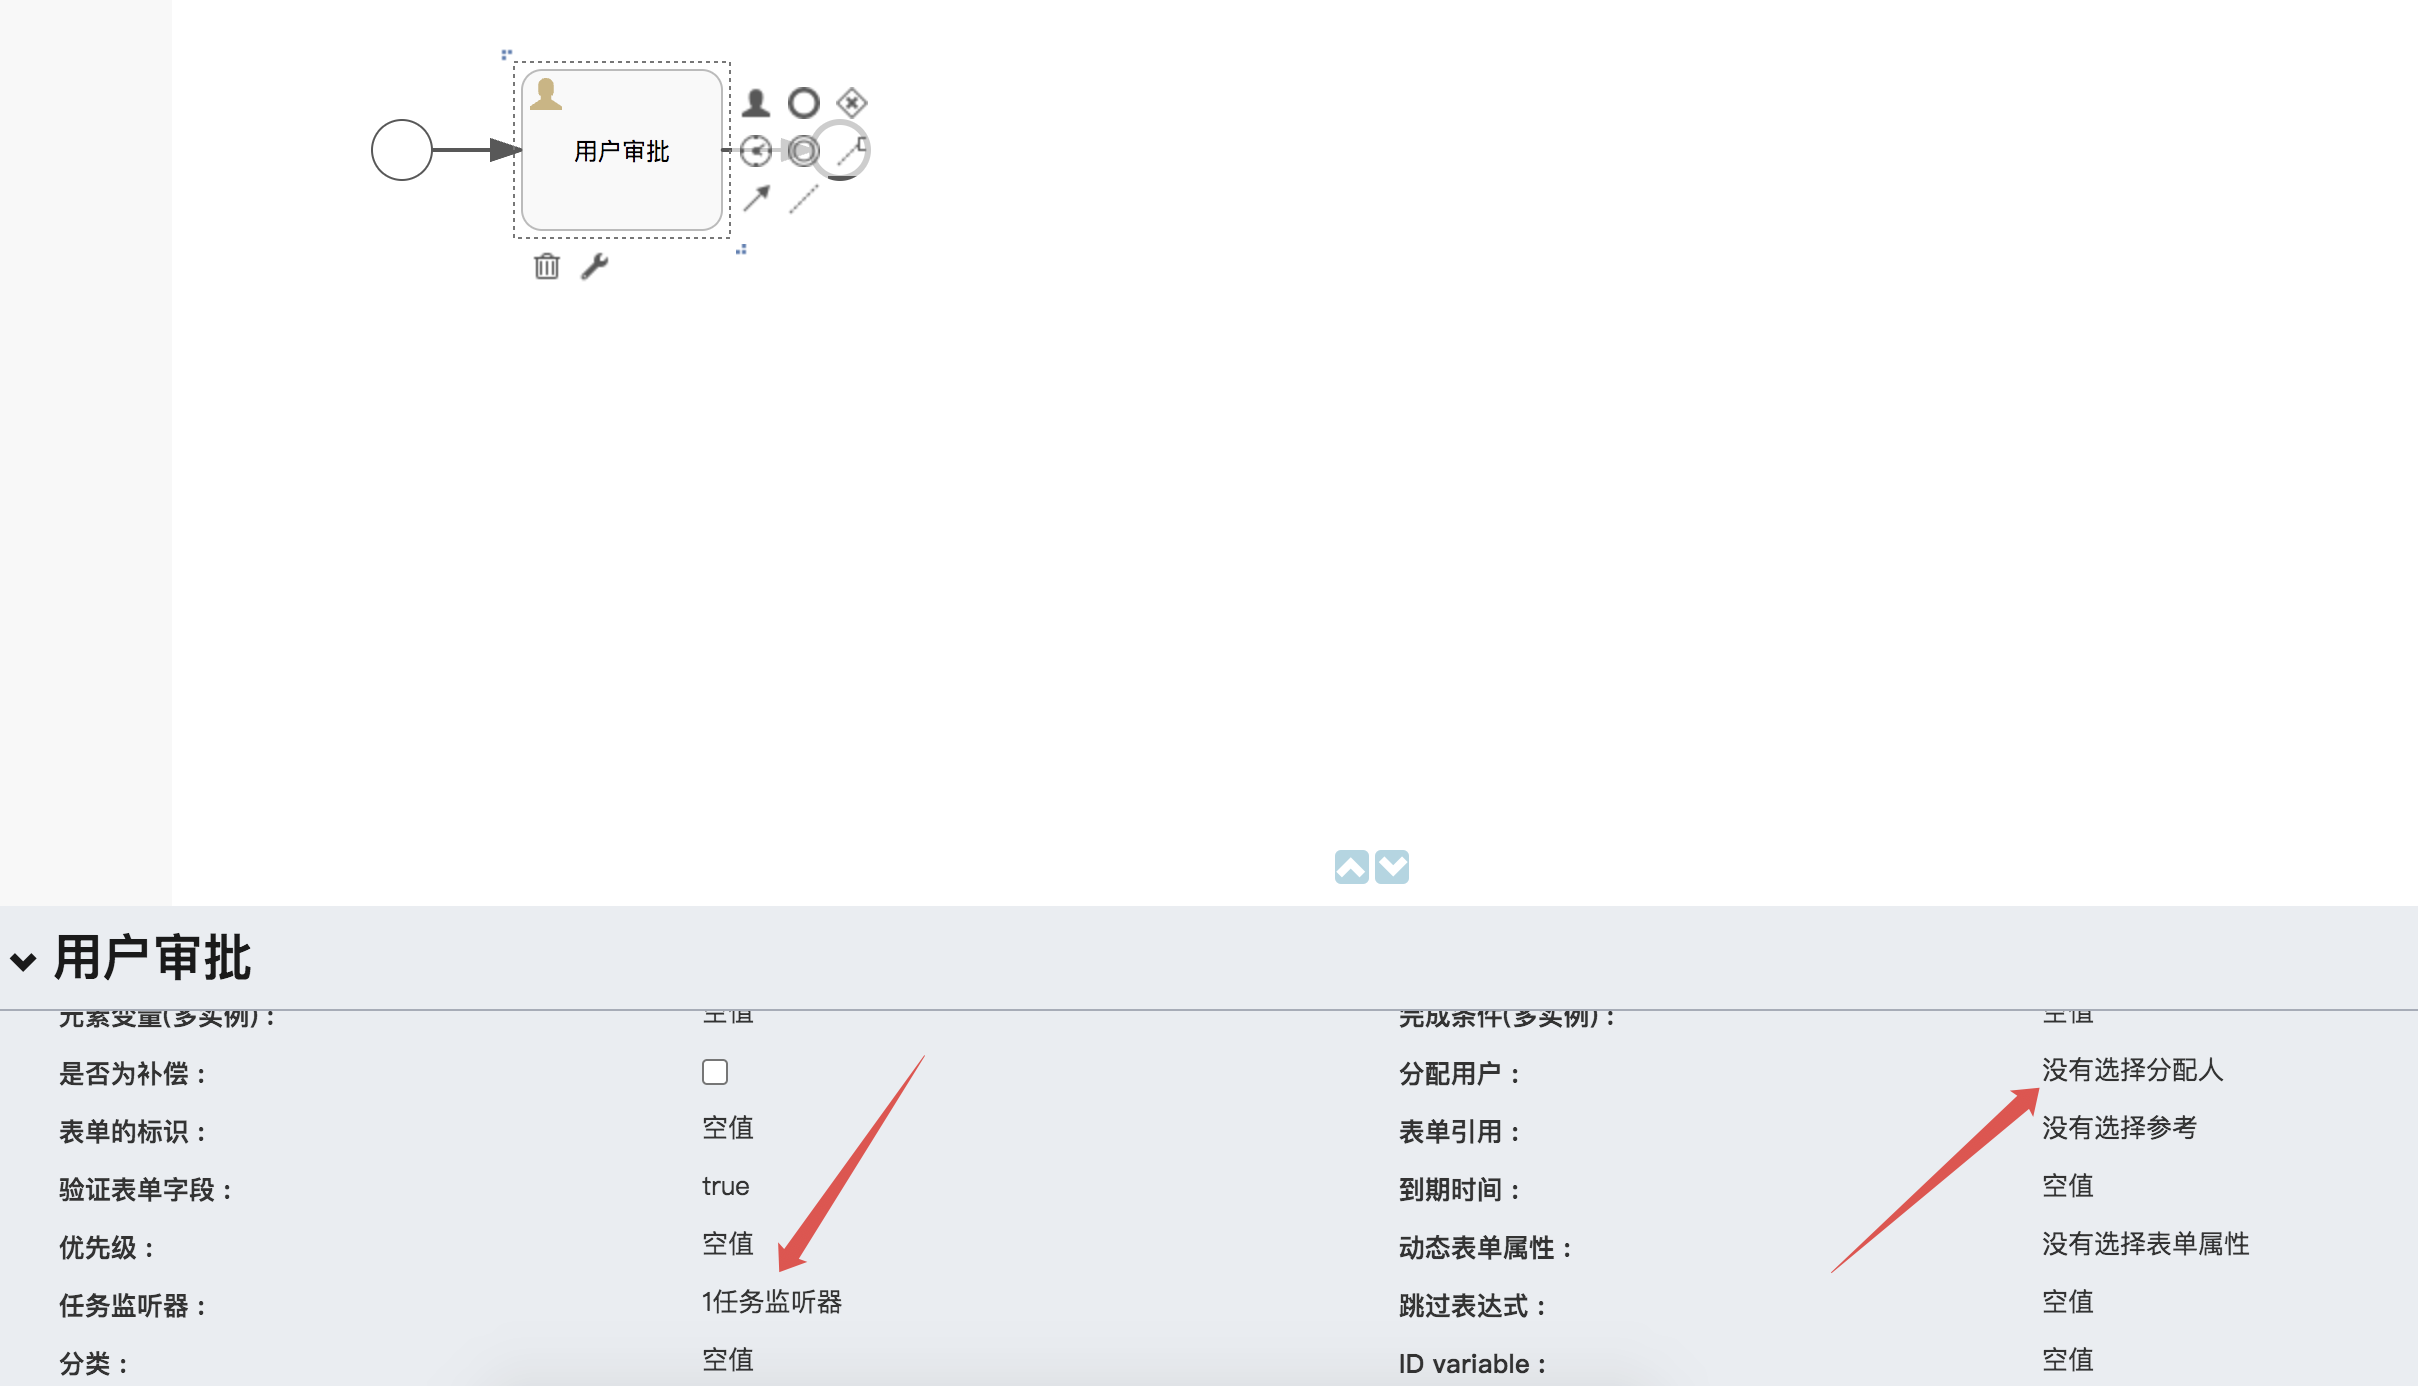 用户审批
用户审批
元素变量(多实例)： 空值 完成条件(多实例)： 空值
是否为补偿： 分配用户： 没有选择分配人
表单的标识： 空值 表单引用： 没有选择参考
验证表单字段： true 到期时间： 空值
优先级： 空值 动态表单属性： 没有选择表单属性
任务监听器： 1任务监听器 跳过表达式： 空值
分类： 空值 ID variable： 空值